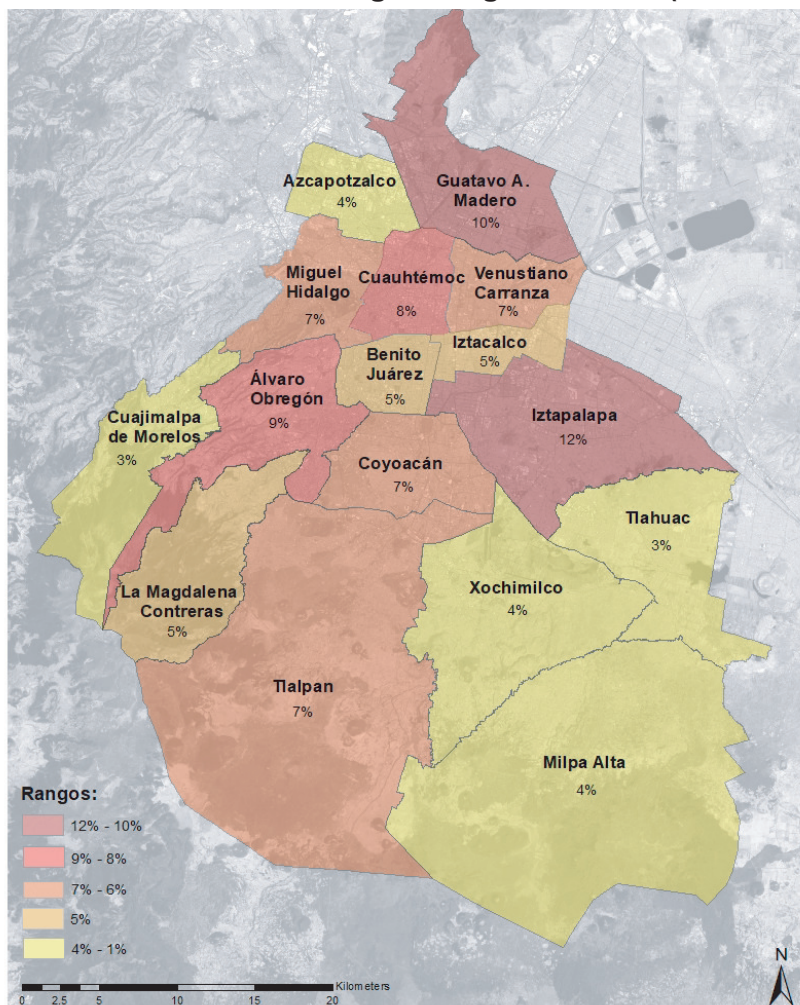 Azcapotzalco
4%
Guatavo A.
Madero
10%
Miguel
Hidalgo
7%
Cuauhtémoc
8%
Venustiano
Carranza
7%
Iztacalco
5%
Benito
Juárez
5%
Álvaro
Obregón
9%
Cuajimalpa
de Morelos
3%
Iztapalapa
12%
Coyoacán
7%
Tlahuac
3%
La Magdalena
Contreras
5%
Xochimilco
4%
Tlalpan
7%
Milpa Alta
4%
Rangos:
12% - 10%
9% - 8%
7% - 6%
5%
4% - 1%
N
Kilometers
0 2.5 5 10 15 20